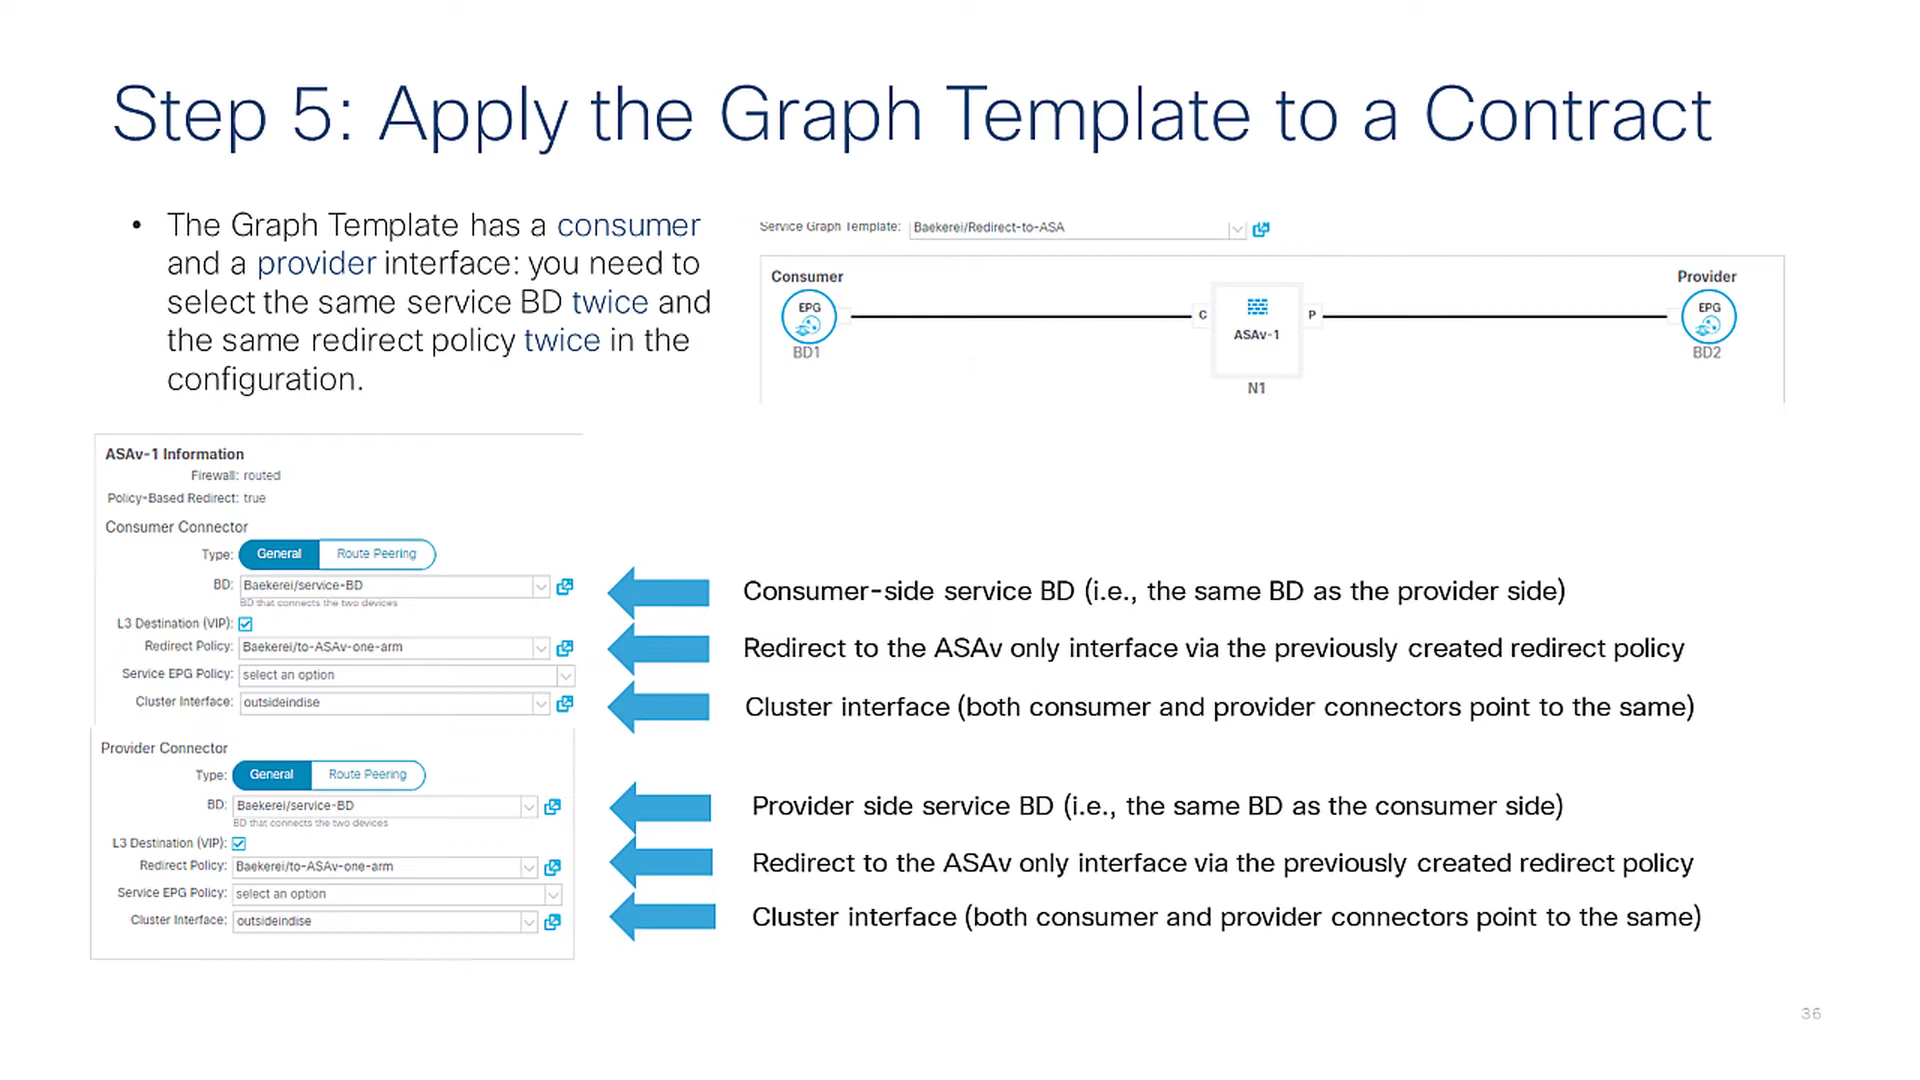 Step 5: Apply the Graph Template to a Contract
• The Graph Template has a consumer
and a provider interface: you need to
select the same service BD twice and
the same redirect policy twice in the
configuration.
Service Graph Template: Baekerei/Redirect-to-ASA
Consumer
Provider
EPG
BD1
C
ASAv-1
P
N1
EPG
BD2
ASAv-1 Information
Firewall: routed
Policy-Based Redirect: true
Consumer Connector
Type: General Route Peering
BD: Baekerei/service-BD
BD that connects the two devices
L3 Destination (VIP):
Redirect Policy: Baekerei/to-ASAv-one-arm
Service EPG Policy: select an option
Cluster Interface: outsideindise
Consumer-side service BD (i.e., the same BD as the provider side)
Redirect to the ASAv only interface via the previously created redirect policy
Cluster interface (both consumer and provider connectors point to the same)
Provider Connector
Type: General Route Peering
BD: Baekerei/service-BD
BD that connects the two devices
L3 Destination (VIP):
Redirect Policy: Baekerei/to-ASAv-one-arm
Service EPG Policy: select an option
Cluster Interface: outsideindise
Provider side service BD (i.e., the same BD as the consumer side)
Redirect to the ASAv only interface via the previously created redirect policy
Cluster interface (both consumer and provider connectors point to the same)
36